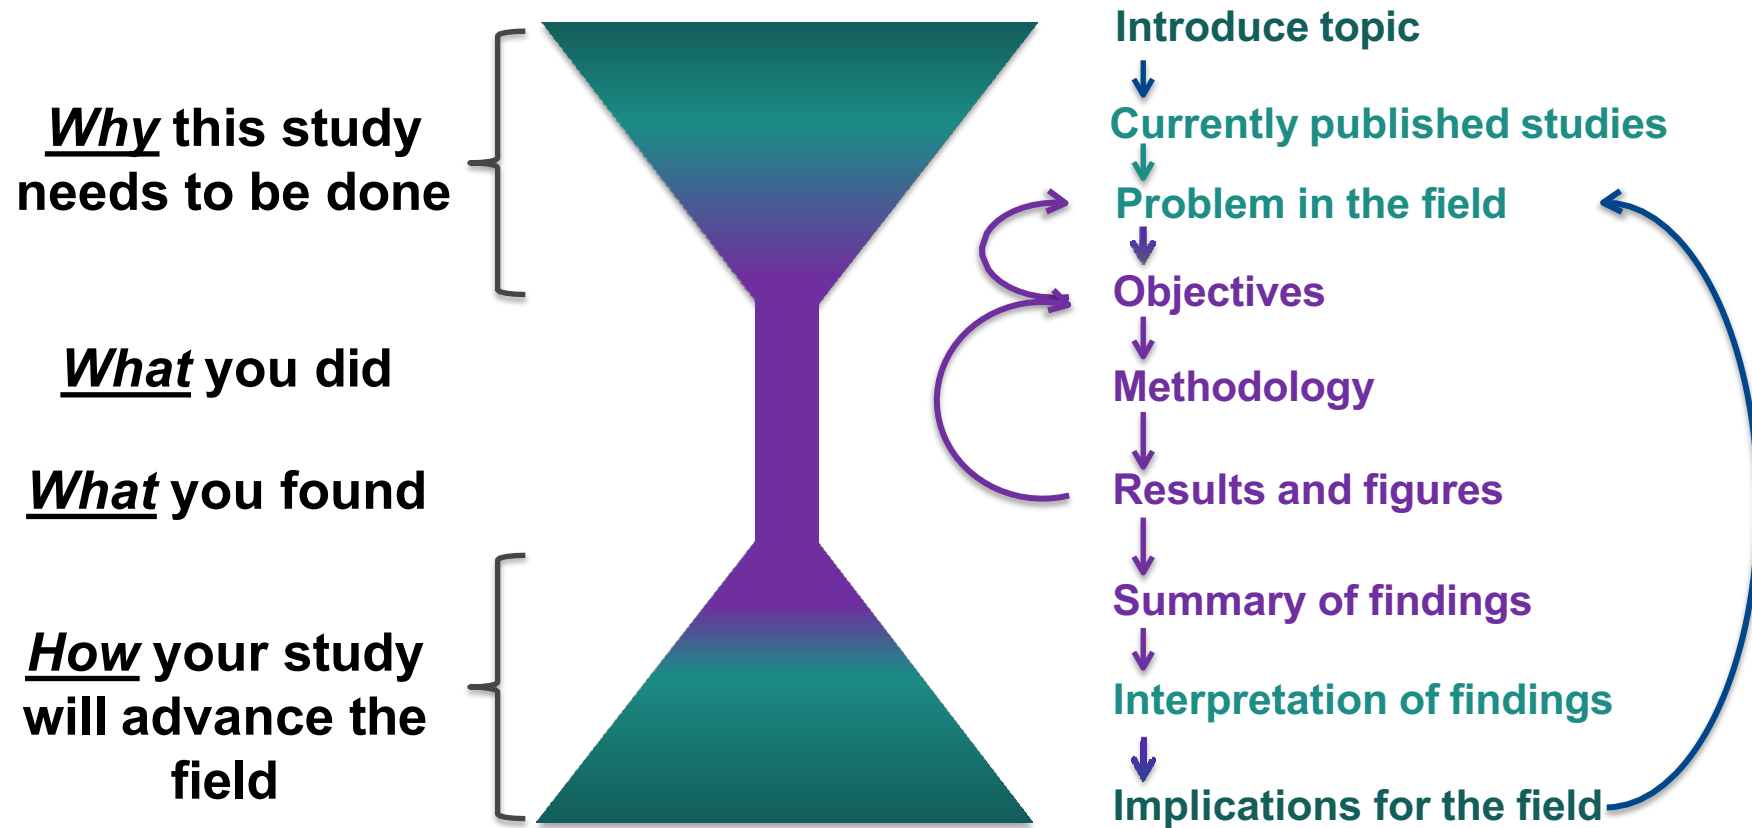 Why this study
needs to be done
What you did
What you found
How your study
will advance the
field
Introduce topic
Currently published studies
Problem in the field
Objectives
Methodology
Results and figures
Summary of findings
Interpretation of findings
Implications for the field